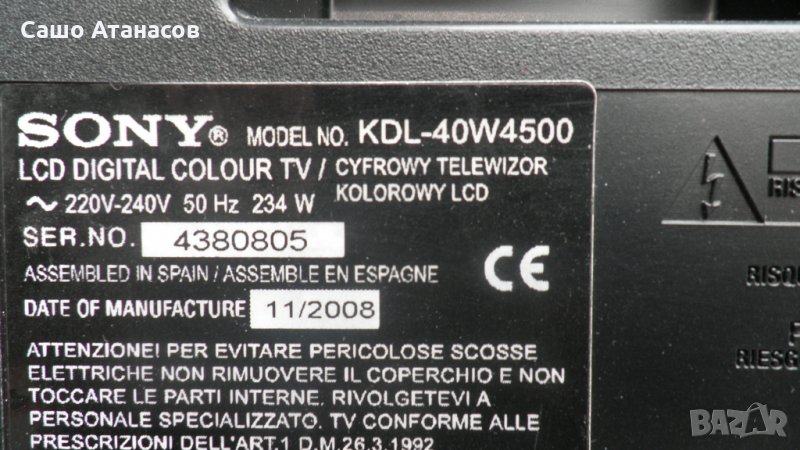 Сашо Атанасов
SONY® MODEL NO. KDL-40W4500
LCD DIGITAL COLOUR TV / CYFROWY TELEWIZOR
KOLOROWY LCD
~ 220V-240V 50 Hz 234 W
SER.NO. 4380805
ASSEMBLED IN SPAIN / ASSEMBLE EN ESPAGNE
CE
DATE OF MANUFACTURE 11/2008
ATTENZIONE! PER EVITARE PERICOLOSE SCOSSE
ELETTRICHE NON RIMUOVERE IL COPERCHIO E NON
TOCCARE LE PARTI INTERNE. RIVOLGETEVI A
PERSONALE SPECIALIZZATO. TV CONFORME ALLE
PRESCRIZIONI DELL'ART.1 D.M.26.3.1992
BAZAR